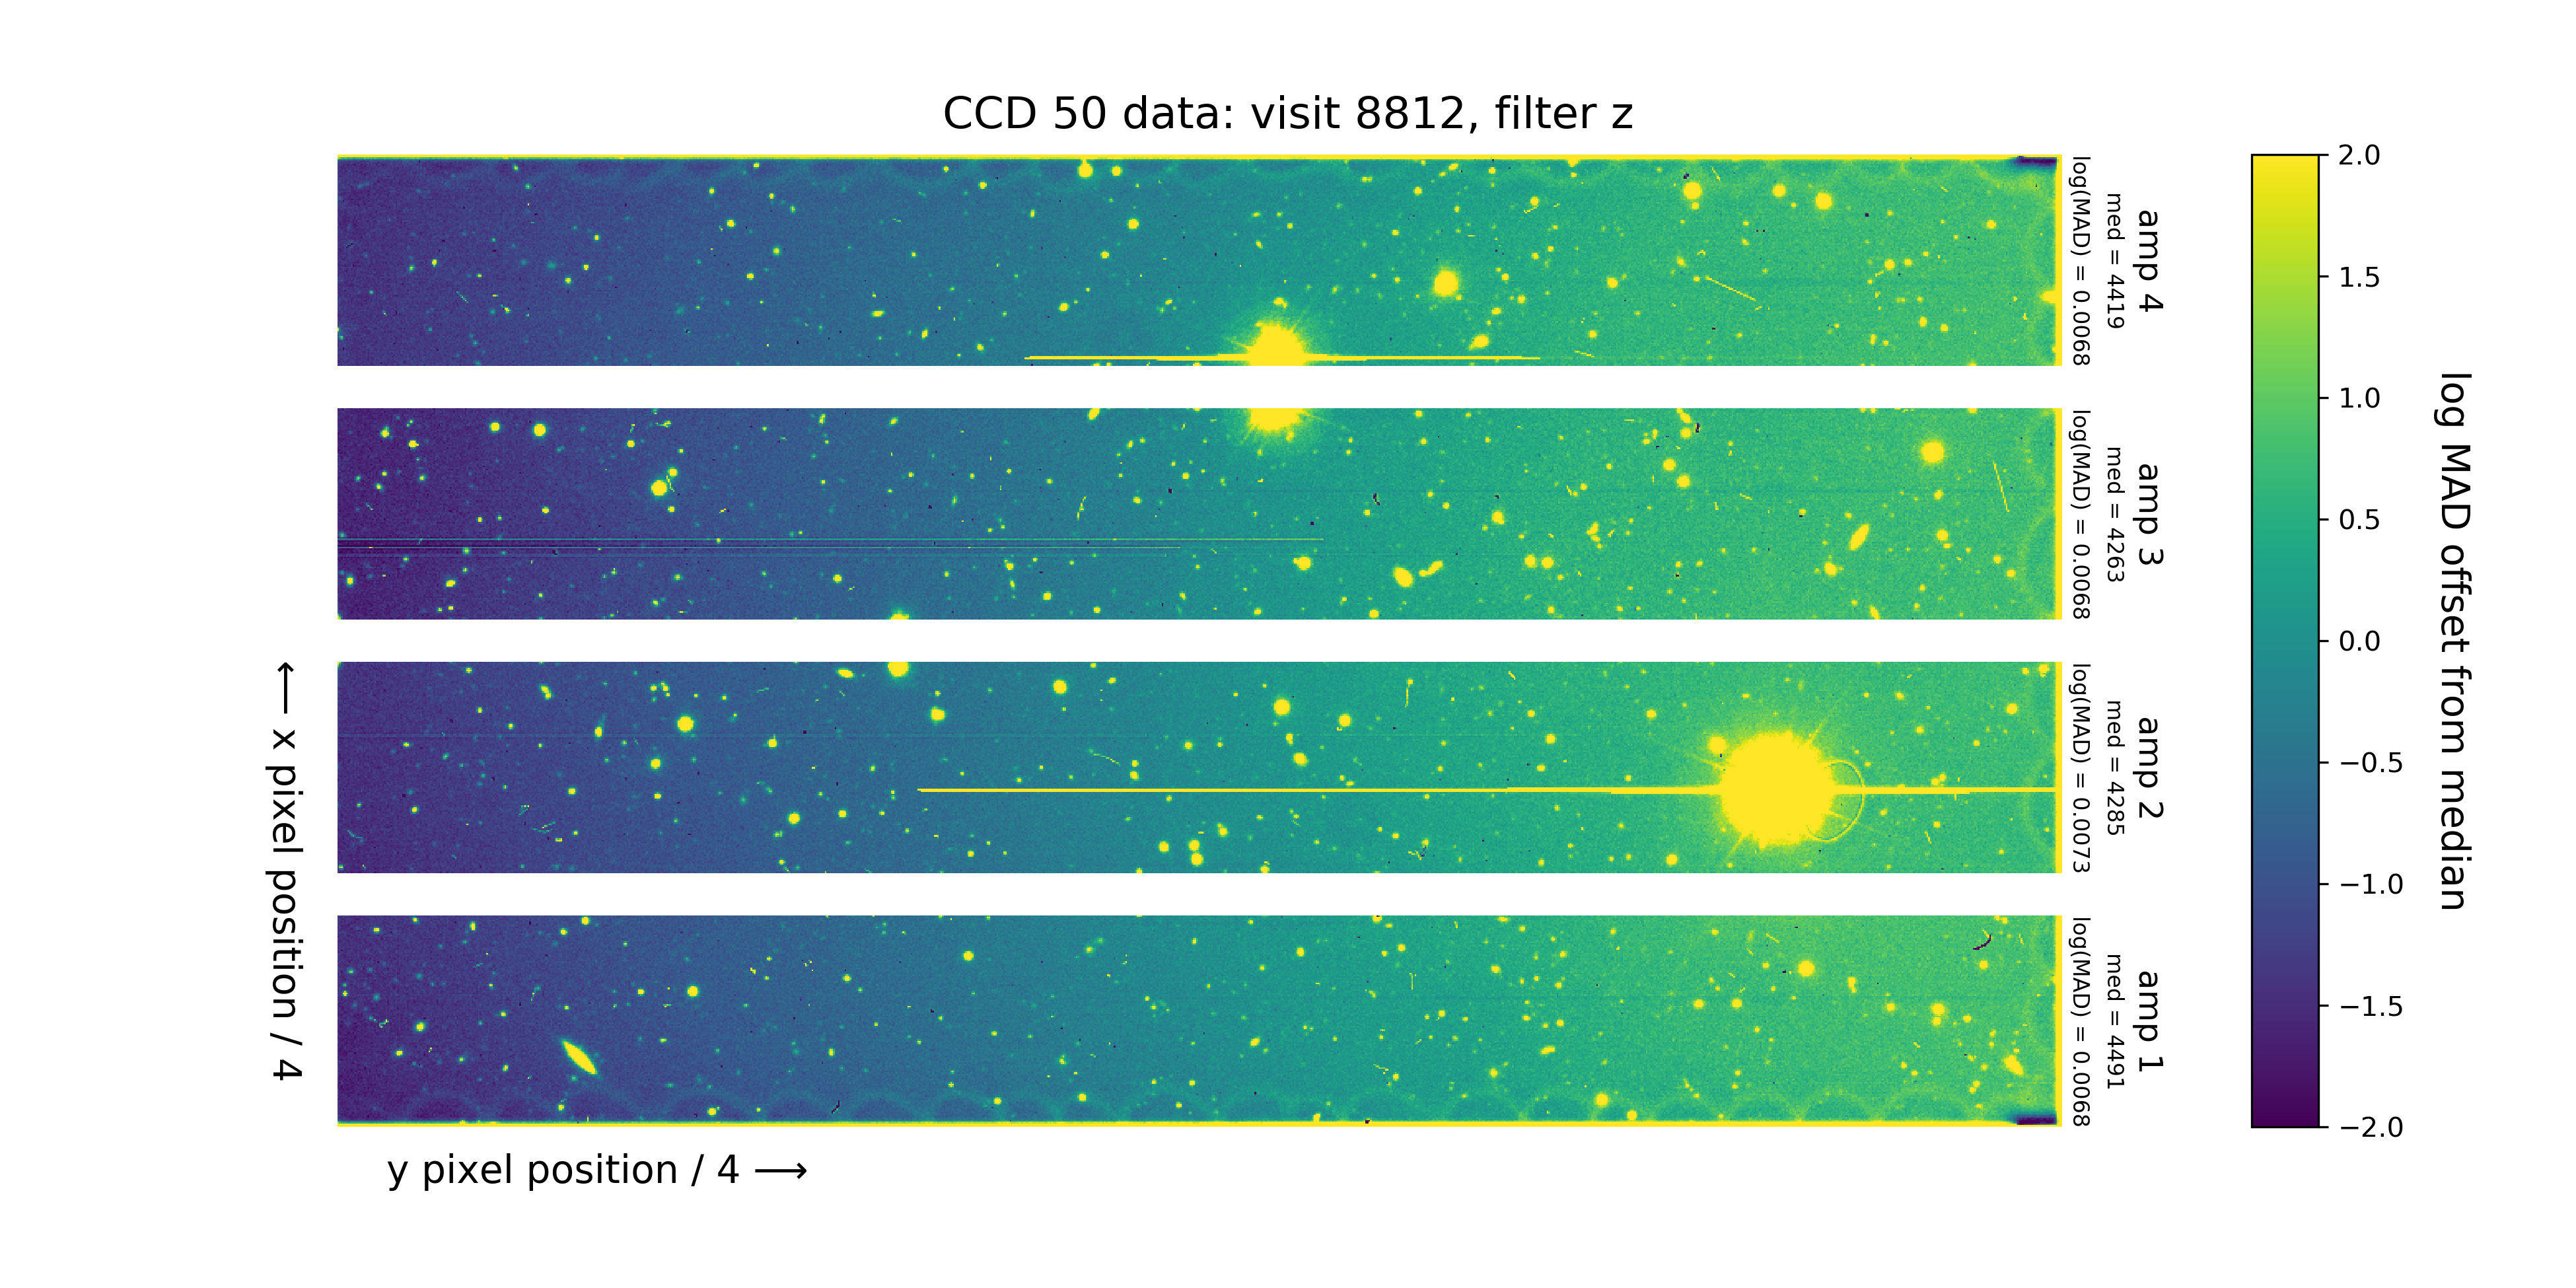 CCD 50 data: visit 8812, filter z
amp 4
med = 4419
log(MAD) = 0.0068
amp 3
med = 4263
log(MAD) = 0.0068
amp 2
med = 4285
log(MAD) = 0.0073
amp 1
med = 4491
log(MAD) = 0.0068
⟵ x pixel position / 4
y pixel position / 4 ⟶
2.0
1.5
1.0
0.5
0.0
−0.5
−1.0
−1.5
−2.0
log MAD offset from median